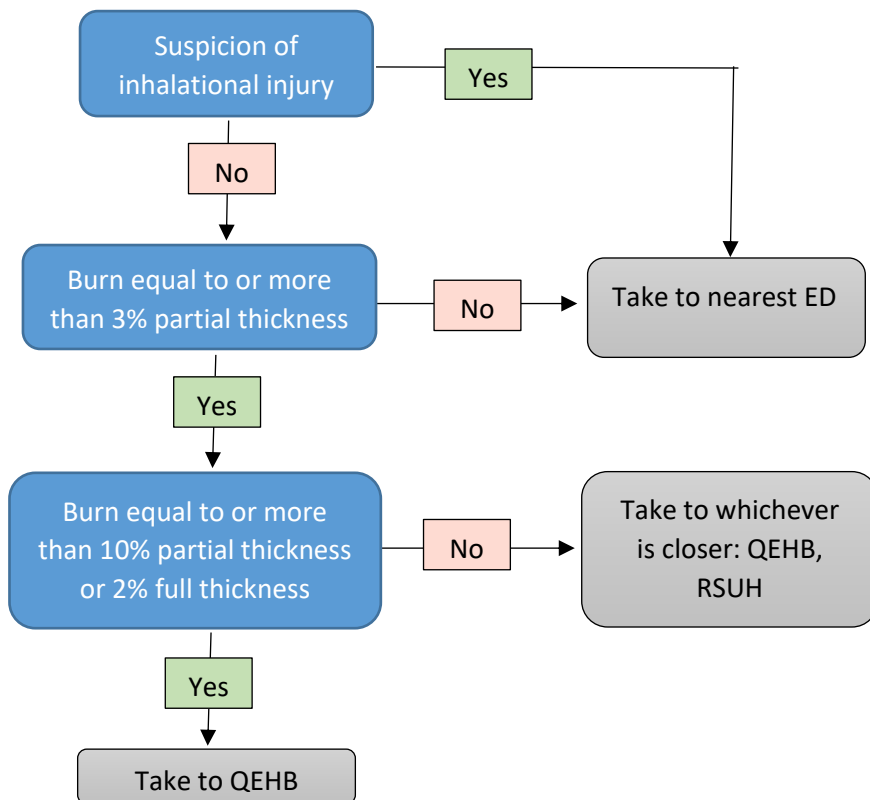 Suspicion of
inhalational injury
Yes
No
Burn equal to or more
than 3% partial thickness
No
Take to nearest ED
Yes
Burn equal to or more
than 10% partial thickness
or 2% full thickness
No
Take to whichever
is closer: QEHB,
RSUH
Yes
Take to QEHB